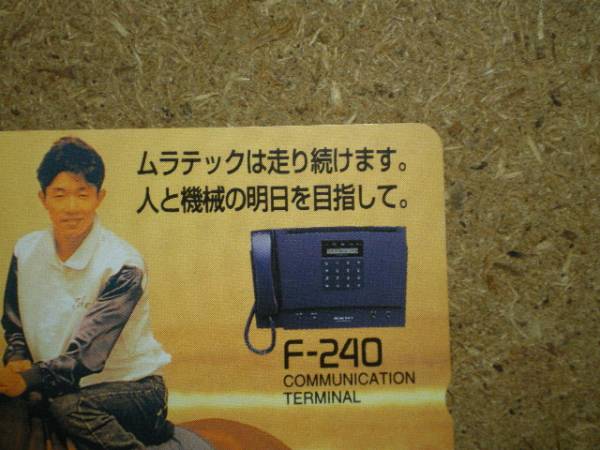 ムラテックは走り続けます。
人と機械の明日を目指して。
F-240
COMMUNICATION
TERMINAL